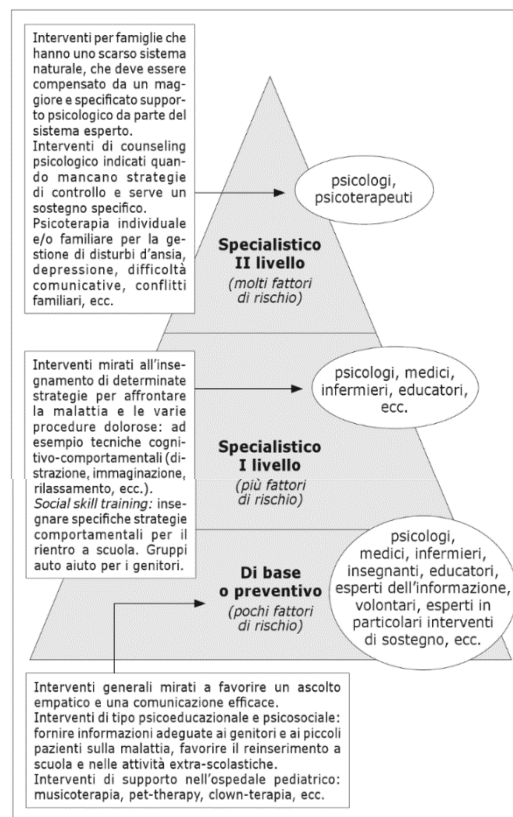 Interventi per famiglie che
hanno uno scarso sistema
naturale, che deve essere
compensato da un mag-
giore e specificato suppor-
to psicologico da parte del
sistema esperto.
Interventi di counseling
psicologico indicati quan-
do mancano strategie
di controllo e serve un
sostegno specifico.
Psicoterapia individuale
e/o familiare per la ge-
stione di disturbi d'ansia,
depressione, difficoltà
comunicative, conflitti
familiari, ecc.
psicologi,
psicoterapeuti
Specialistico
II livello
(molti fattori
di rischio)
Interventi mirati all'inse-
gnamento di determinate
strategie per affrontare
la malattia e le varie
procedure dolorose: ad
esempio tecniche cogni-
tivo-comportamentali (di-
strazione, immaginazione,
rilassamento, ecc.).
Social skill training: inse-
gnare specifiche strategie
comportamentali per il
rientro a scuola. Gruppi
auto aiuto per i genitori.
psicologi, medici,
infermieri, educatori,
ecc.
Specialistico
I livello
(più fattori
di rischio)
Di base
o preventivo
(pochi fattori
di rischio)
psicologi,
medici, infermieri,
insegnanti, educatori,
esperti dell'informazione,
volontari, esperti in
particolari interventi
di sostegno, ecc.
Interventi generali mirati a favorire un ascolto
empatico e una comunicazione efficace.
Interventi di tipo psicoeducazionale e psicosociale:
fornire informazioni adeguate ai genitori e ai piccoli
pazienti sulla malattia, favorire il reinserimento a
scuola e nelle attività extra-scolastiche.
Interventi di supporto nell'ospedale pediatrico:
musicoterapia, pet-therapy, clown-terapia, ecc.